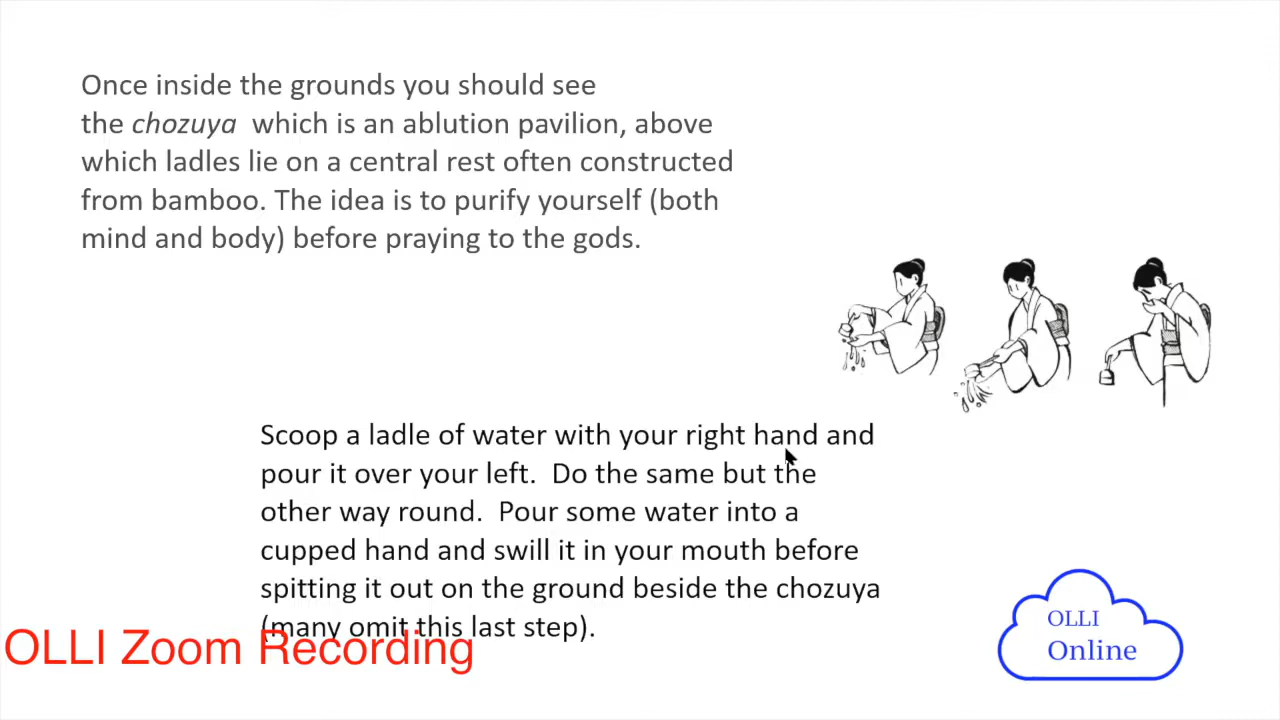 Once inside the grounds you should see
the chozuya which is an ablution pavilion, above
which ladles lie on a central rest often constructed
from bamboo. The idea is to purify yourself (both
mind and body) before praying to the gods.
Scoop a ladle of water with your right hand and
pour it over your left. Do the same but the
other way round. Pour some water into a
cupped hand and swill it in your mouth before
spitting it out on the ground beside the chozuya
(many omit this last step).
OLLI Zoom Recording
OLLI
Online